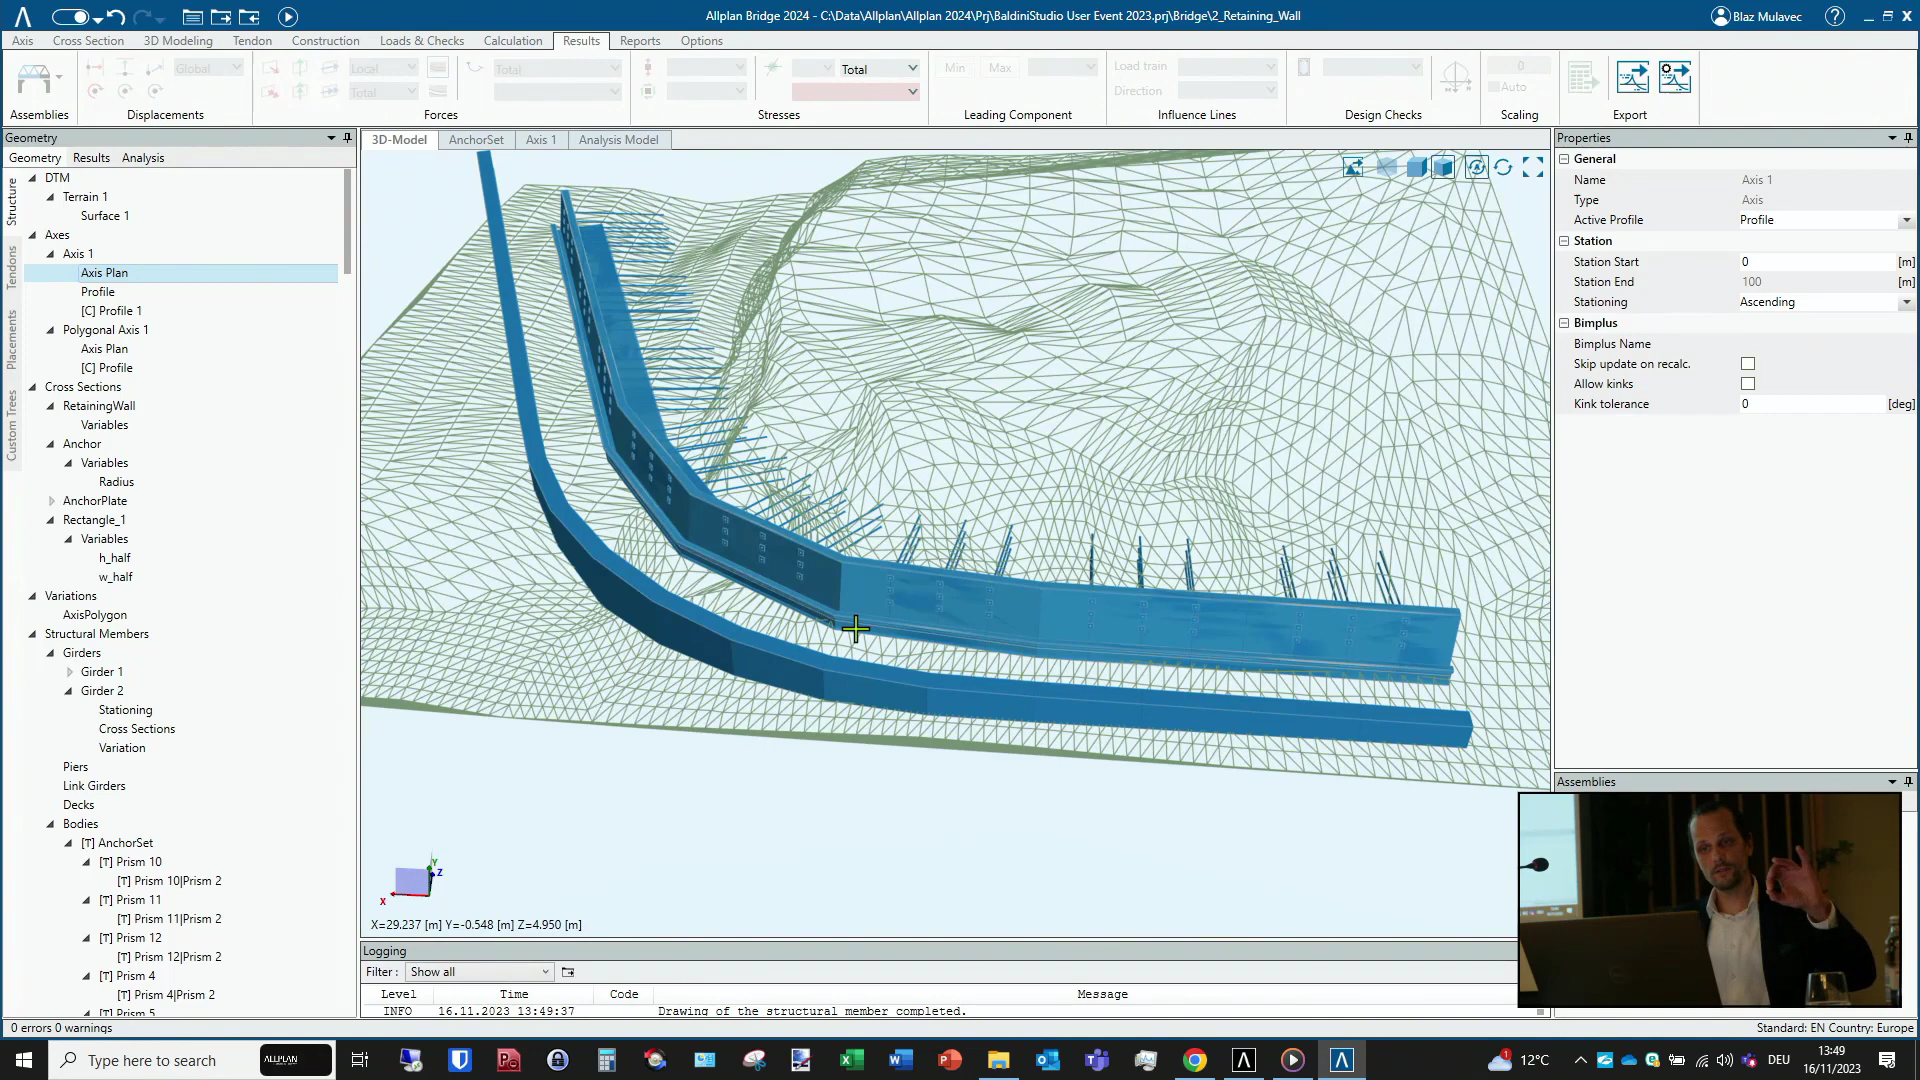 Allplan Bridge 2024 - C:\Data\Allplan\Allplan 2024\Prj\BaldiniStudio User Event 2023.prj\Bridge\2_Retaining_Wall
Blaz Mulavec
Axis Cross Section 3D Modeling Tendon Construction Loads & Checks Calculation Results Reports Options
Global Local Total Total Total Min Max Load train 0
Total Direction Auto
Assemblies Displacements Forces Stresses Leading Component Influence Lines Design Checks Scaling Export
Geometry
Geometry Results Analysis
Structure
Tendons
Placements
Custom Trees
DTM
Terrain 1
Surface 1
Axes
Axis 1
Axis Plan
Profile
[C] Profile 1
Polygonal Axis 1
Axis Plan
[C] Profile
Cross Sections
RetainingWall
Variables
Anchor
Variables
Radius
AnchorPlate
Rectangle_1
Variables
h_half
w_half
Variations
AxisPolygon
Structural Members
Girders
Girder 1
Girder 2
Stationing
Cross Sections
Variation
Piers
Link Girders
Decks
Bodies
[T] AnchorSet
[T] Prism 10
[T] Prism 10|Prism 2
[T] Prism 11
[T] Prism 11|Prism 2
[T] Prism 12
[T] Prism 12|Prism 2
[T] Prism 4
[T] Prism 4|Prism 2
[T] Prism 5
3D-Model AnchorSet Axis 1 Analysis Model
Y
Z
X
X=29.237 [m] Y=-0.548 [m] Z=4.950 [m]
Logging
Filter : Show all
Level Time Code Message
INFO 16.11.2023 13:49:37 Drawing of the structural member completed.
Properties
General
Name Axis 1
Type Axis
Active Profile Profile
Station
Station Start 0 [m]
Station End 100 [m]
Stationing Ascending
Bimplus
Bimplus Name
Skip update on recalc.
Allow kinks
Kink tolerance 0 [deg]
Assemblies
0 errors 0 warnings
Standard: EN Country: Europe
Type here to search
ALLPLAN
12°C
DEU
13:49
16/11/2023